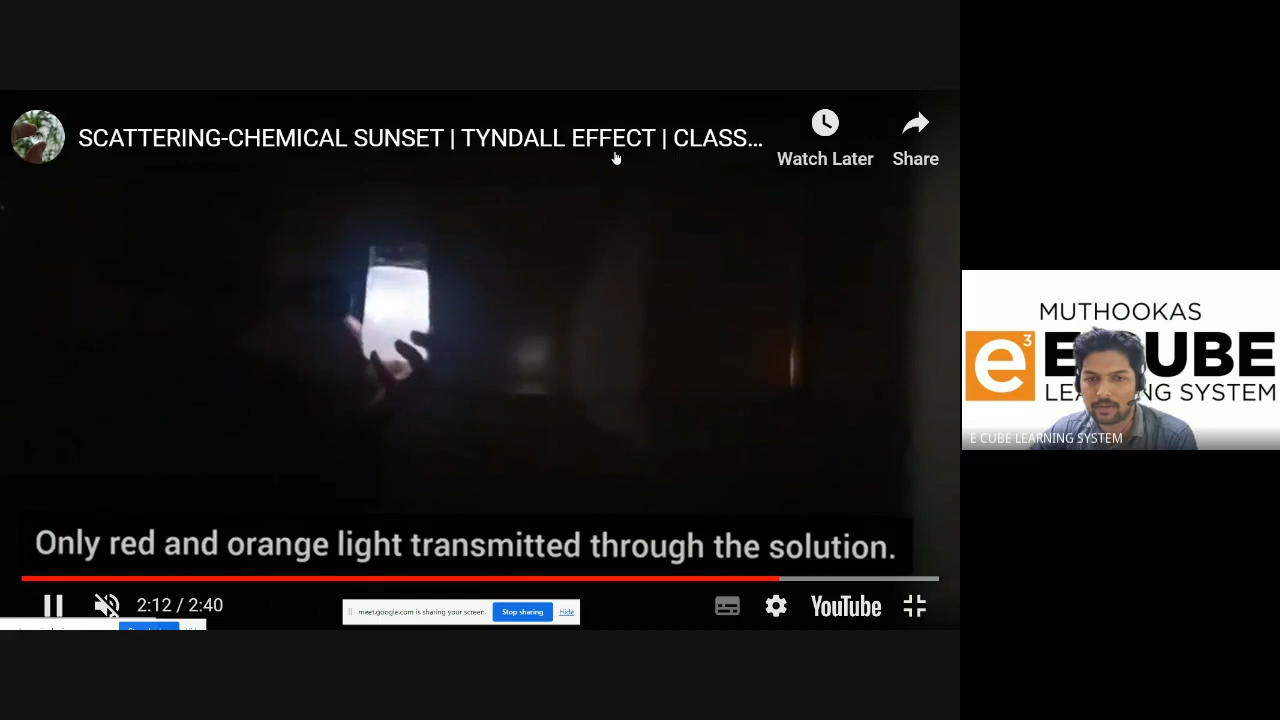 SCATTERING-CHEMICAL SUNSET | TYNDALL EFFECT | CLASS...
Watch Later
Share
Only red and orange light transmitted through the solution.
2:12 / 2:40
meet.google.com is sharing your screen.
Stop sharing
Hide
YouTube
MUTHOOKAS
e3
LEARNING SYSTEM
E CUBE LEARNING SYSTEM